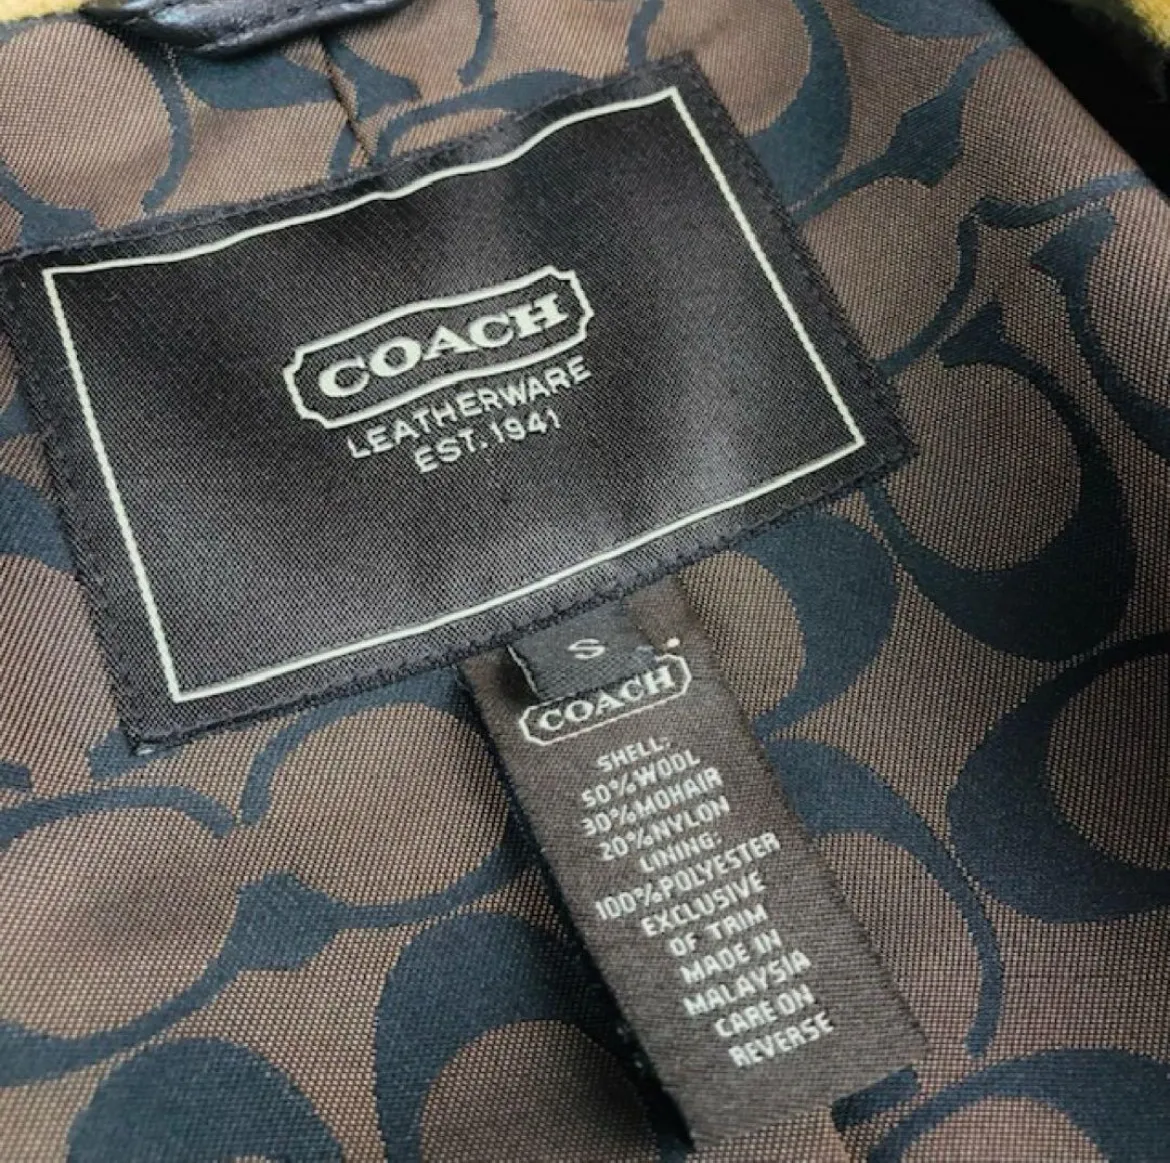 COACH
LEATHERWARE
EST. 1941
S
COACH
SHELL:
50% WOOL
30% MOHAIR
20% NYLON
LINING:
100% POLYESTER
EXCLUSIVE
OF TRIM
MADE IN
MALAYSIA
CARE ON
REVERSE